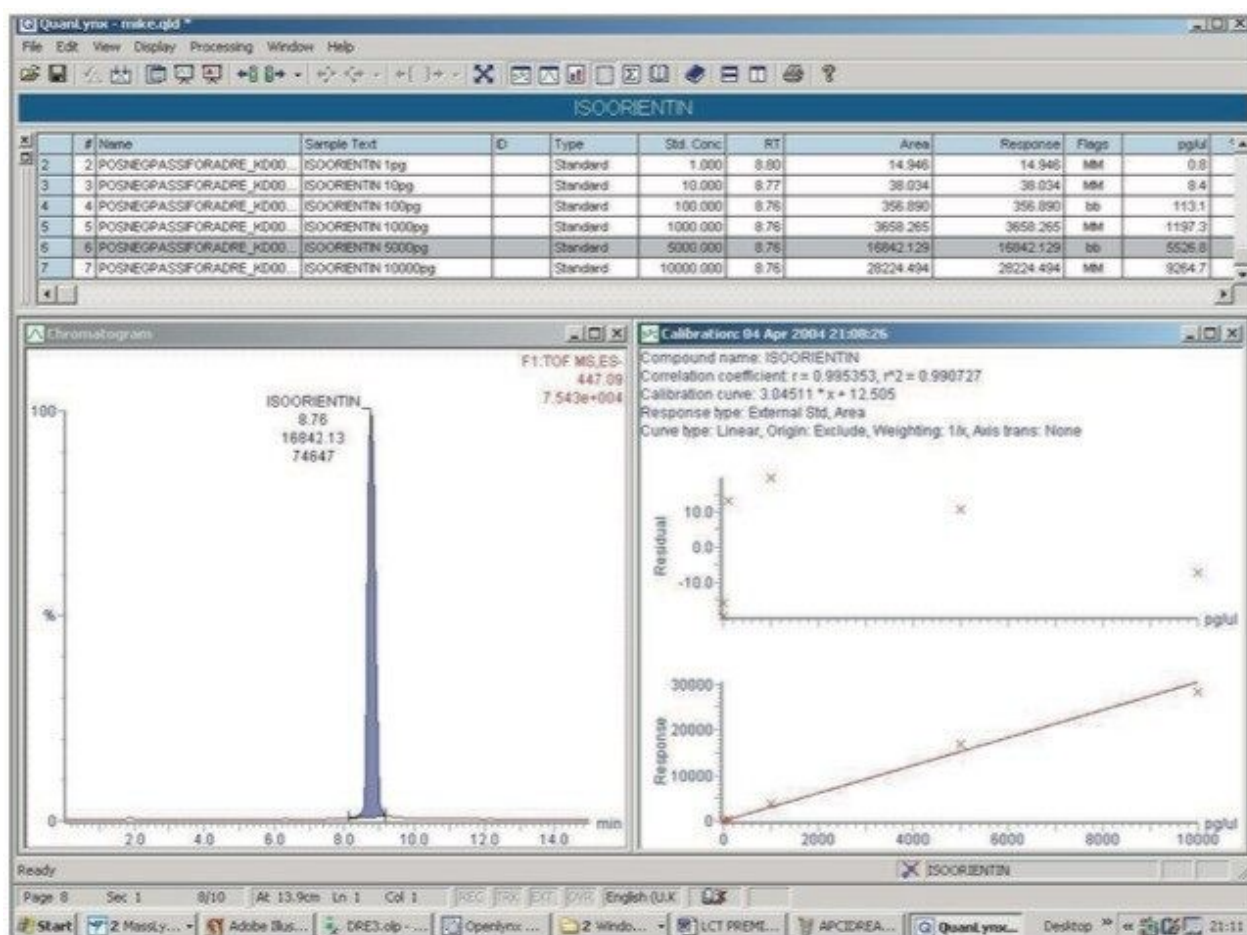 QuanLynx - mike.qld *
File Edit View Display Processing Window Help
ISOORIENTIN
# Name Sample Text ID Type Std. Conc RT Area Response Flags pg/ul
2 2 POSNEGPASSIFORADRE_KD00... ISOORIENTIN 1pg Standard 1.000 8.80 14.946 14.946 MM 0.8
3 3 POSNEGPASSIFORADRE_KD00... ISOORIENTIN 10pg Standard 10.000 8.77 38.034 38.034 MM 8.4
4 4 POSNEGPASSIFORADRE_KD00... ISOORIENTIN 100pg Standard 100.000 8.76 356.890 356.890 bb 113.1
5 5 POSNEGPASSIFORADRE_KD00... ISOORIENTIN 1000pg Standard 1000.000 8.76 3658.265 3658.265 MM 1197.3
6 6 POSNEGPASSIFORADRE_KD00... ISOORIENTIN 5000pg Standard 5000.000 8.76 16842.129 16842.129 bb 5526.8
7 7 POSNEGPASSIFORADRE_KD00... ISOORIENTIN 10000pg Standard 10000.000 8.76 28224.494 28224.494 MM 9264.7
Chromatogram
F1:TOF MS,ES-
447.09
7.543e+004
ISOORIENTIN
8.76
16842.13
74647
100
%
0
2.0 4.0 6.0 8.0 10.0 12.0 14.0 min
Calibration: 04 Apr 2004 21:08:26
Compound name: ISOORIENTIN
Correlation coefficient: r = 0.995353, r^2 = 0.990727
Calibration curve: 3.04511 * x + 12.505
Response type: External Std, Area
Curve type: Linear, Origin: Exclude, Weighting: 1/x, Axis trans: None
Residual
10.0
0.0
-10.0
pg/ul
Response
30000
20000
10000
0
0 2000 4000 6000 8000 10000 pg/ul
Ready
ISOORIENTIN
Page 8 Sec 1 8/10 At 13.9cm Ln 1 Col 1 REC TRK EXT OVR English (U.K
Start 2 MassLy... Adobe Illus... DRE3.olp - ... Openlynx ... 2 Windo... LCT PREMI... APCIDREA... QuanLynx... Desktop » « 21:11